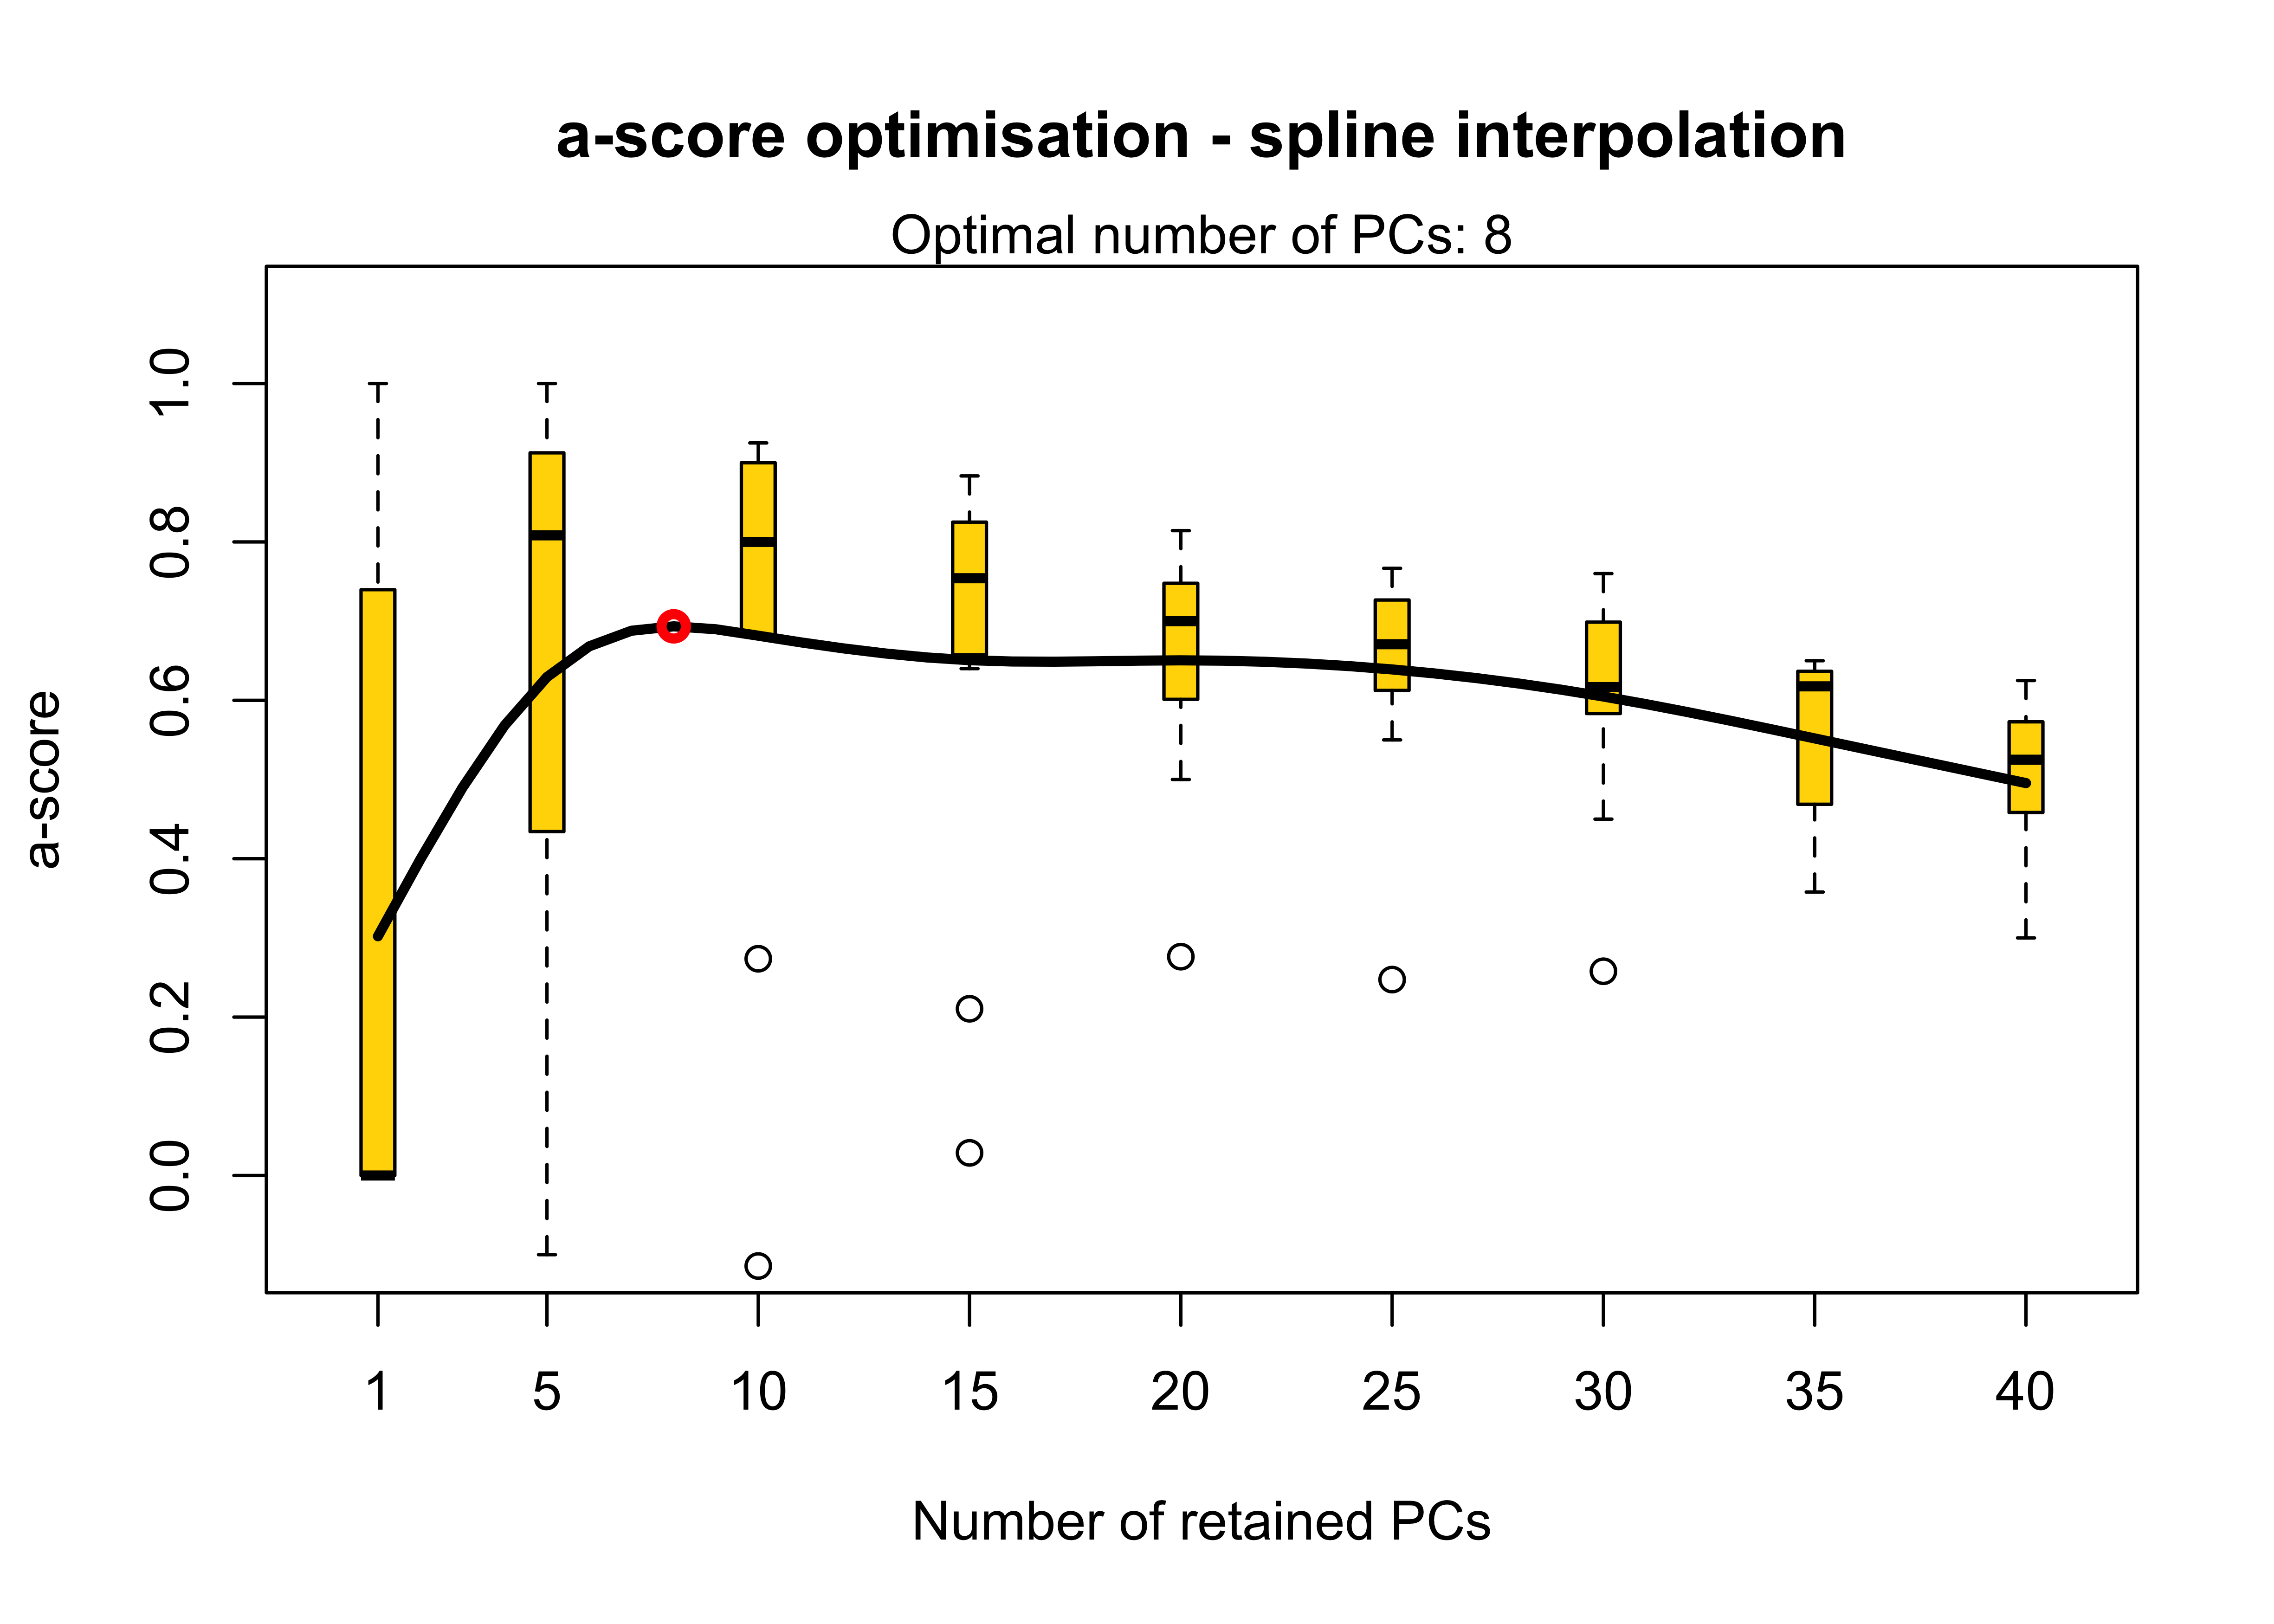 a-score optimisation - spline interpolation
Optimal number of PCs: 8
a-score
1.0
0.8
0.6
0.4
0.2
0.0
1 5 10 15 20 25 30 35 40
Number of retained PCs